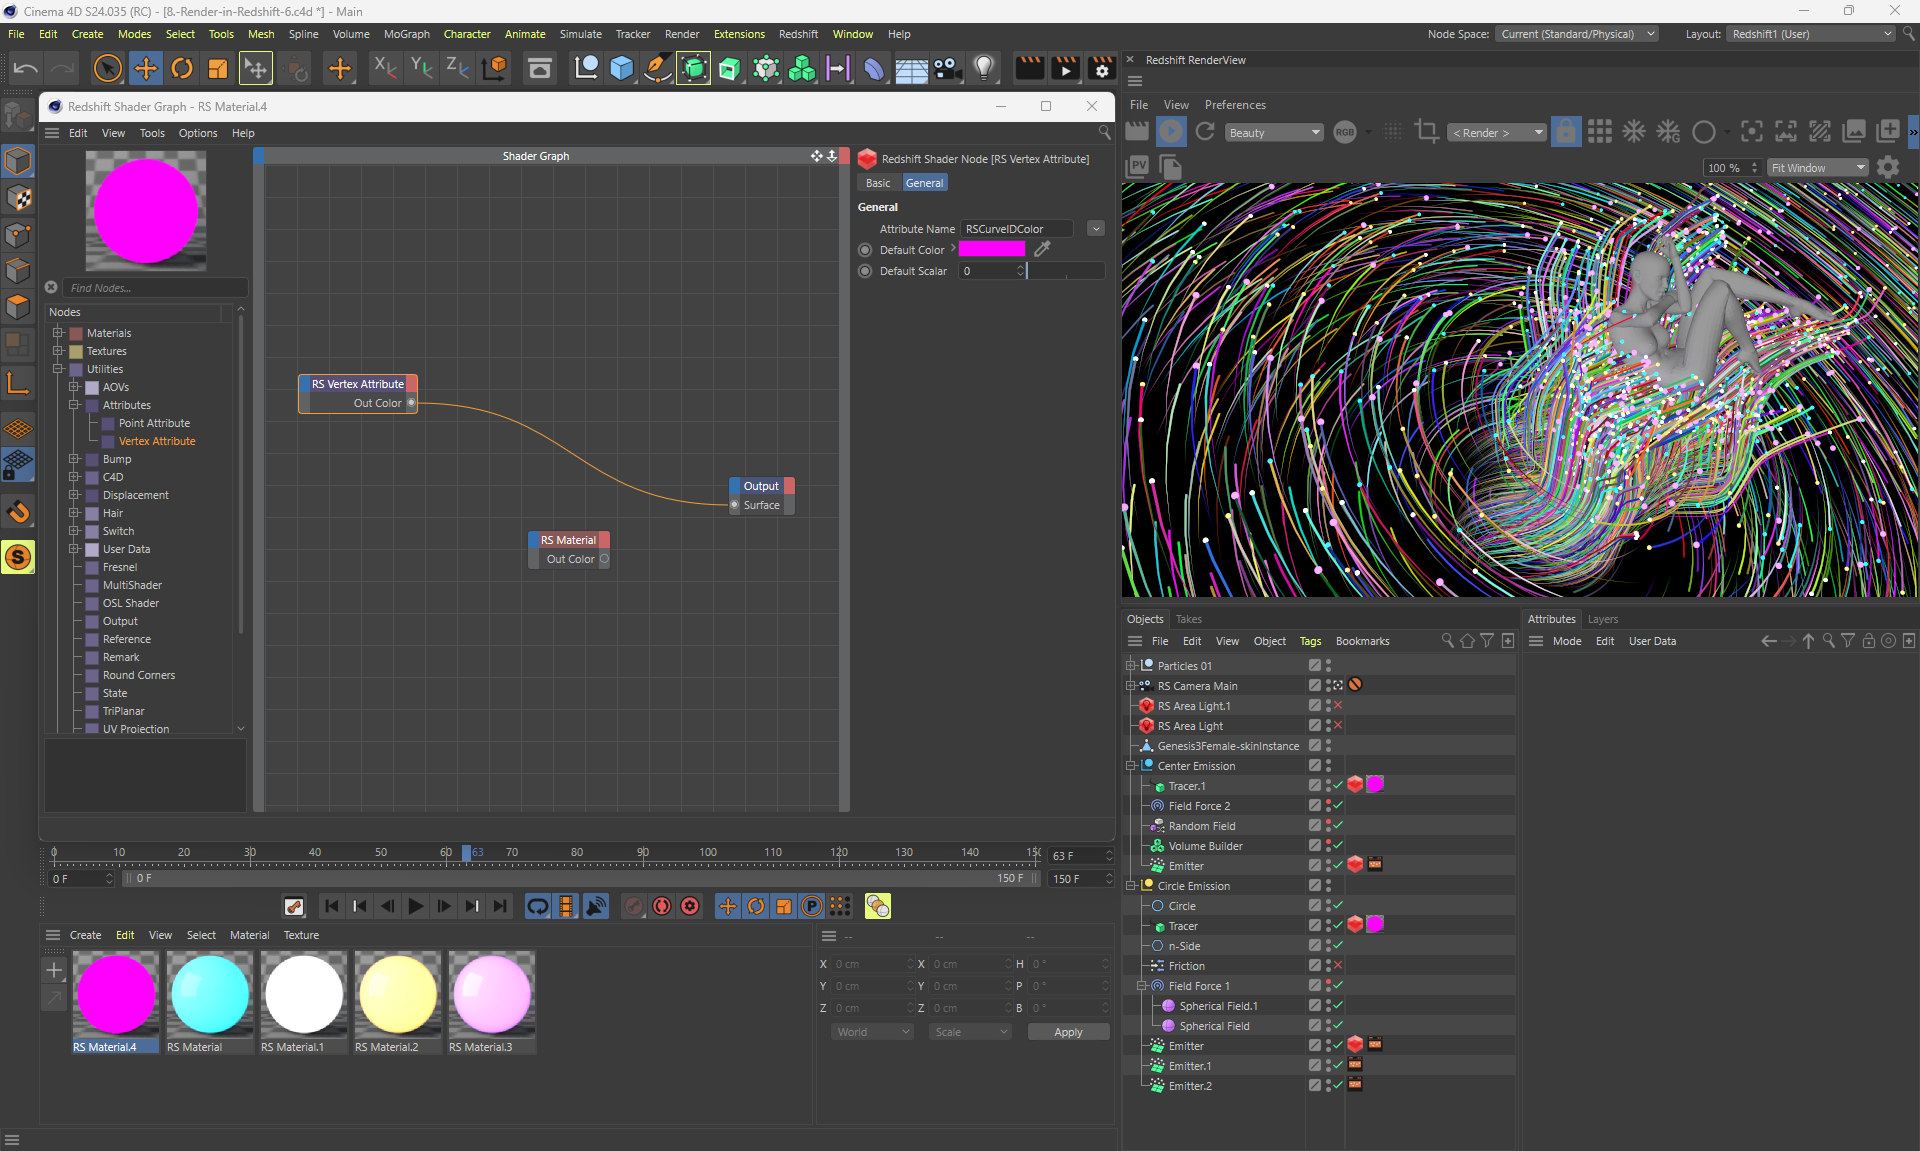 Cinema 4D S24.035 (RC) - [8.-Render-in-Redshift-6.c4d *] - Main
File Edit Create Modes Select Tools Mesh Spline Volume MoGraph Character Animate Simulate Tracker Render Extensions Redshift Window Help
Node Space: Current (Standard/Physical)
Layout: Redshift1 (User)
Redshift RenderView
File View Preferences
Beauty
RGB
< Render >
PV
100 %
Fit Window
Redshift Shader Graph - RS Material.4
Edit View Tools Options Help
Find Nodes...
Nodes
Materials
Textures
Utilities
AOVs
Attributes
Point Attribute
Vertex Attribute
Bump
C4D
Displacement
Hair
Switch
User Data
Fresnel
MultiShader
OSL Shader
Output
Reference
Remark
Round Corners
State
TriPlanar
UV Projection
Shader Graph
RS Vertex Attribute
Out Color
Output
Surface
RS Material
Out Color
Redshift Shader Node [RS Vertex Attribute]
Basic General
General
Attribute Name RSCurveIDColor
Default Color
Default Scalar 0
0 10 20 30 40 50 60 63 70 80 90 100 110 120 130 140 15
63 F
0 F
0 F
150 F
150 F
Create Edit View Select Material Texture
RS Material.4
RS Material
RS Material.1
RS Material.2
RS Material.3
-- -- --
X 0 cm X 0 cm H 0 °
Y 0 cm Y 0 cm P 0 °
Z 0 cm Z 0 cm B 0 °
World Scale Apply
Objects Takes
File Edit View Object Tags Bookmarks
Particles 01
RS Camera Main
RS Area Light.1
RS Area Light
Genesis3Female-skinInstance
Center Emission
Tracer.1
Field Force 2
Random Field
Volume Builder
Emitter
Circle Emission
Circle
Tracer
n-Side
Friction
Field Force 1
Spherical Field.1
Spherical Field
Emitter
Emitter.1
Emitter.2
Attributes Layers
Mode Edit User Data